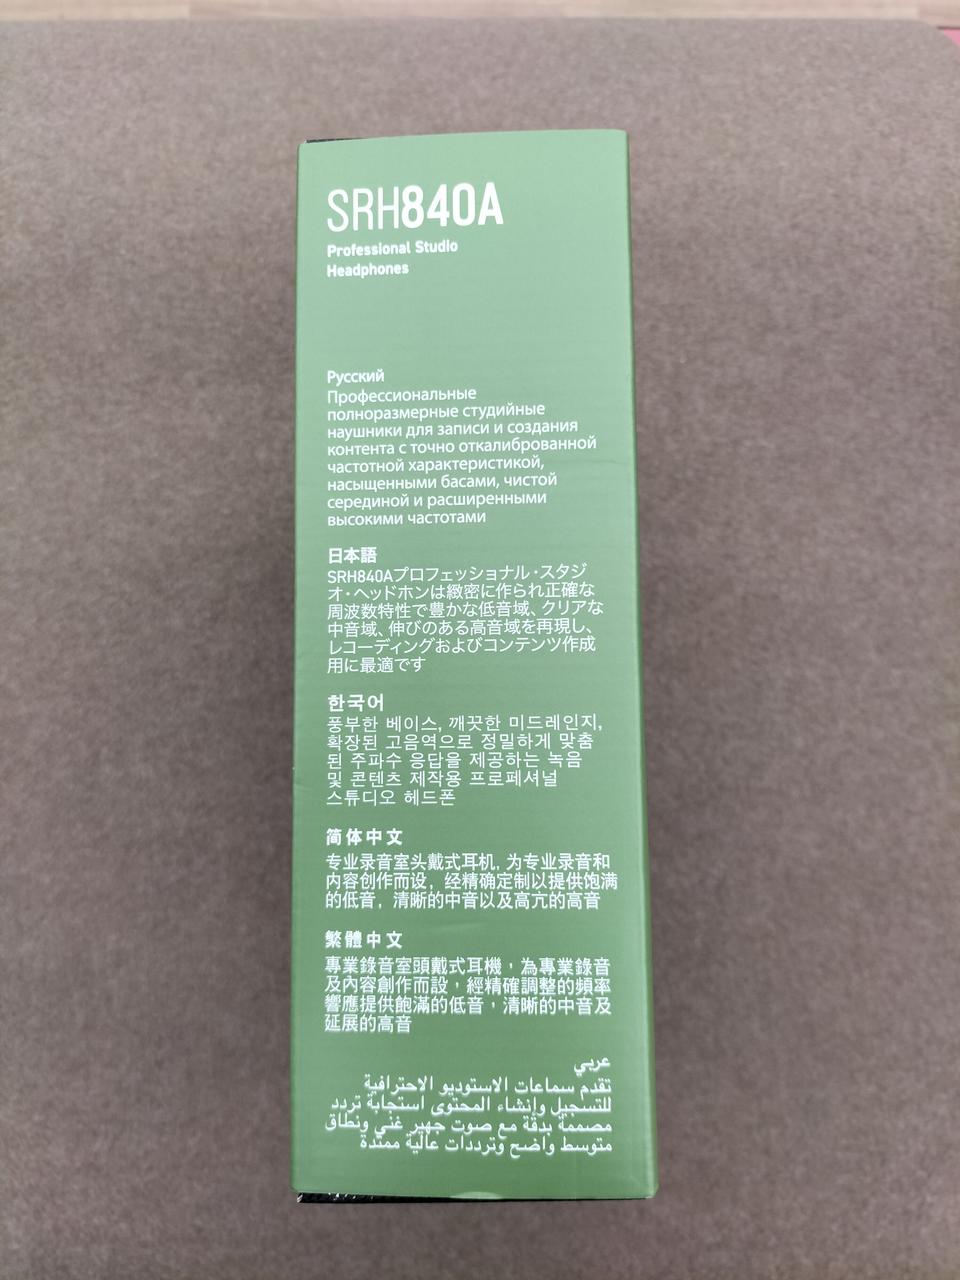 SRH840A
Professional Studio
Headphones
Русский
Профессиональные
полноразмерные студийные
наушники для записи и создания
контента с точно откалиброванной
частотной характеристикой,
насыщенными басами, чистой
серединой и расширенными
высокими частотами
日本語
SRH840Aプロフェッショナル・スタジ
オ・ヘッドホンは緻密に作られ正確な
周波数特性で豊かな低音域、クリアな
中音域、伸びのある高音域を再現し、
レコーディングおよびコンテンツ作成
用に最適です
한국어
풍부한 베이스, 깨끗한 미드레인지,
확장된 고음역으로 정밀하게 맞춤
된 주파수 응답을 제공하는 녹음
및 콘텐츠 제작용 프로페셔널
스튜디오 헤드폰
简体中文
专业录音室头戴式耳机, 为专业录音和
内容创作而设，经精确定制以提供饱满
的低音，清晰的中音以及高亢的高音
繁體中文
專業錄音室頭戴式耳機，為專業錄音
及內容創作而設，經精確調整的頻率
響應提供飽滿的低音，清晰的中音及
延展的高音
عربي
تقدم سماعات الاستوديو الاحترافية
للتسجيل وإنشاء المحتوى استجابة تردد
مصممة بدقة مع صوت جهير غني ونطاق
متوسط واضح وترددات عالية ممتدة